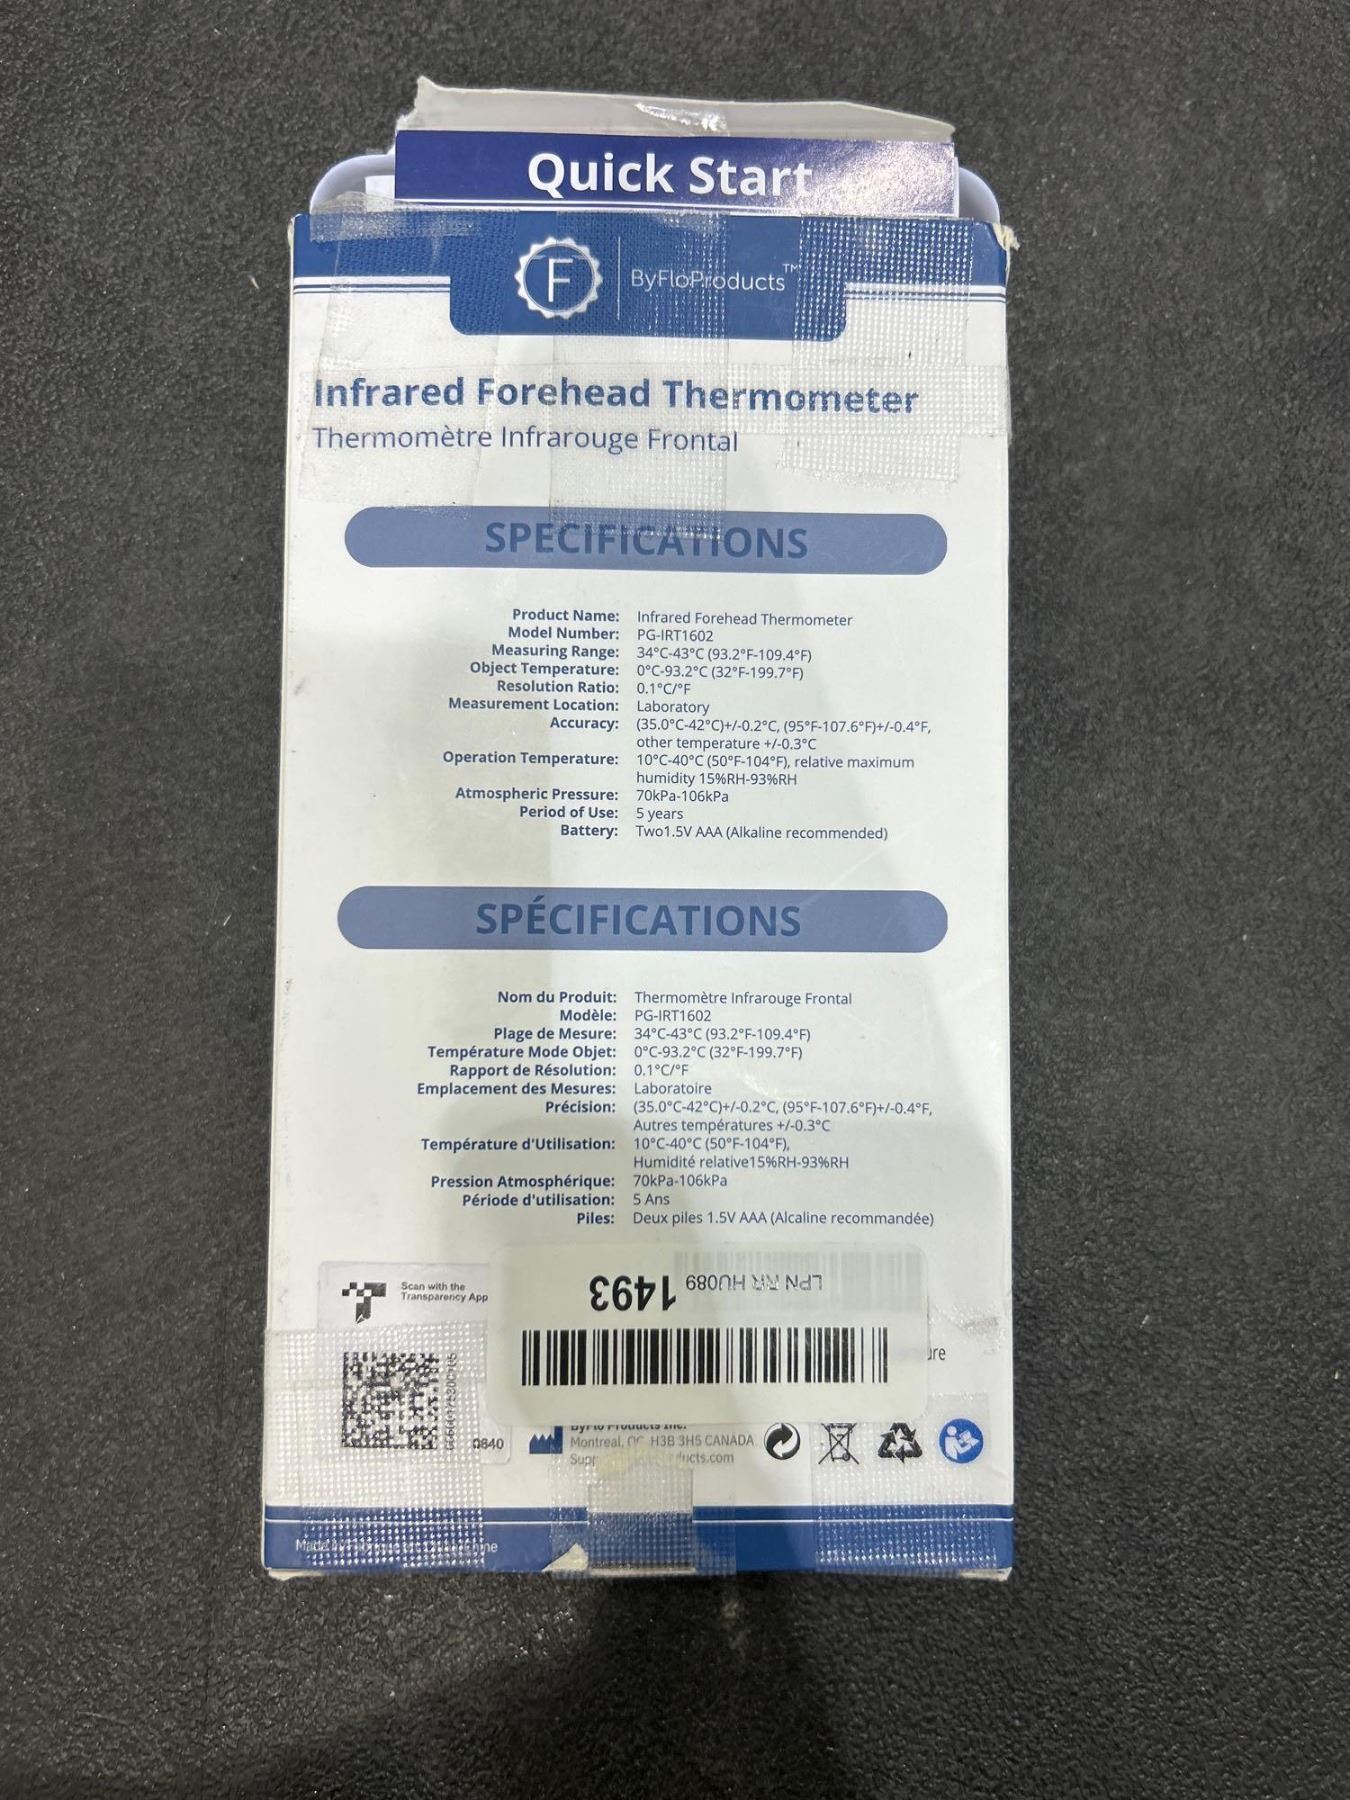 Quick Start
F ByFloProducts™
Infrared Forehead Thermometer
Thermomètre Infrarouge Frontal
SPECIFICATIONS
Product Name: Infrared Forehead Thermometer
Model Number: PG-IRT1602
Measuring Range: 34°C-43°C (93.2°F-109.4°F)
Object Temperature: 0°C-93.2°C (32°F-199.7°F)
Resolution Ratio: 0.1°C/°F
Measurement Location: Laboratory
Accuracy: (35.0°C-42°C)+/-0.2°C, (95°F-107.6°F)+/-0.4°F,
other temperature +/-0.3°C
Operation Temperature: 10°C-40°C (50°F-104°F), relative maximum
humidity 15%RH-93%RH
Atmospheric Pressure: 70kPa-106kPa
Period of Use: 5 years
Battery: Two1.5V AAA (Alkaline recommended)
SPÉCIFICATIONS
Nom du Produit: Thermomètre Infrarouge Frontal
Modèle: PG-IRT1602
Plage de Mesure: 34°C-43°C (93.2°F-109.4°F)
Température Mode Objet: 0°C-93.2°C (32°F-199.7°F)
Rapport de Résolution: 0.1°C/°F
Emplacement des Mesures: Laboratoire
Précision: (35.0°C-42°C)+/-0.2°C, (95°F-107.6°F)+/-0.4°F,
Autres températures +/-0.3°C
Température d'Utilisation: 10°C-40°C (50°F-104°F),
Humidité relative15%RH-93%RH
Pression Atmosphérique: 70kPa-106kPa
Période d'utilisation: 5 Ans
Piles: Deux piles 1.5V AAA (Alcaline recommandée)
Scan with the
Transparency App
LPN RR HU089 1493
0840
ByFlo Products Inc.
Montreal, QC H3B 3H5 CANADA